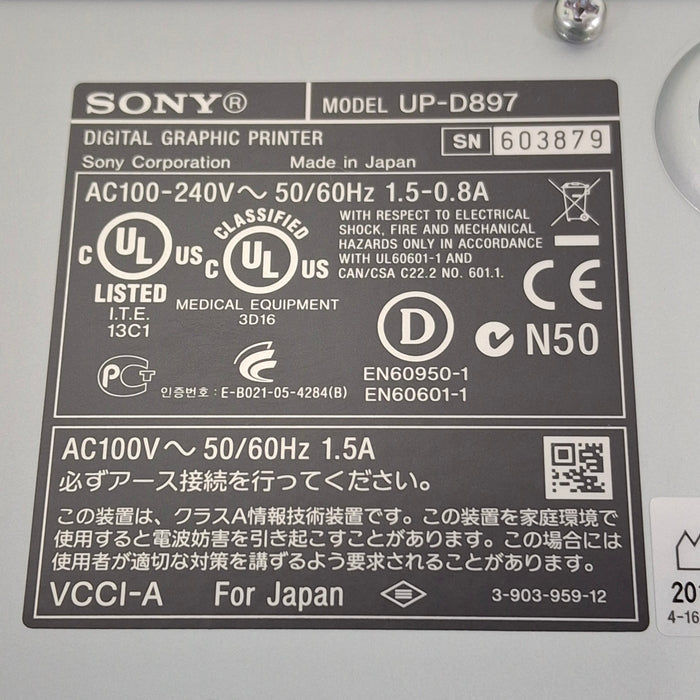 SONY® MODEL UP-D897
DIGITAL GRAPHIC PRINTER SN 603879
Sony Corporation Made in Japan
AC100-240V～ 50/60Hz 1.5-0.8A
C UL US
LISTED
I.T.E.
13C1
CLASSIFIED
C UL US
MEDICAL EQUIPMENT
3D16
WITH RESPECT TO ELECTRICAL
SHOCK, FIRE AND MECHANICAL
HAZARDS ONLY IN ACCORDANCE
WITH UL60601-1 AND
CAN/CSA C22.2 NO. 601.1.
CE
D
N50
EN60950-1
EN60601-1
PCT
인증번호 : E-B021-05-4284(B)
AC100V～ 50/60Hz 1.5A
必ずアース接続を行ってください。
この装置は、クラスA情報技術装置です。この装置を家庭環境で
使用すると電波妨害を引き起こすことがあります。この場合には
使用者が適切な対策を講ずるよう要求されることがあります。
VCCI-A For Japan 3-903-959-12